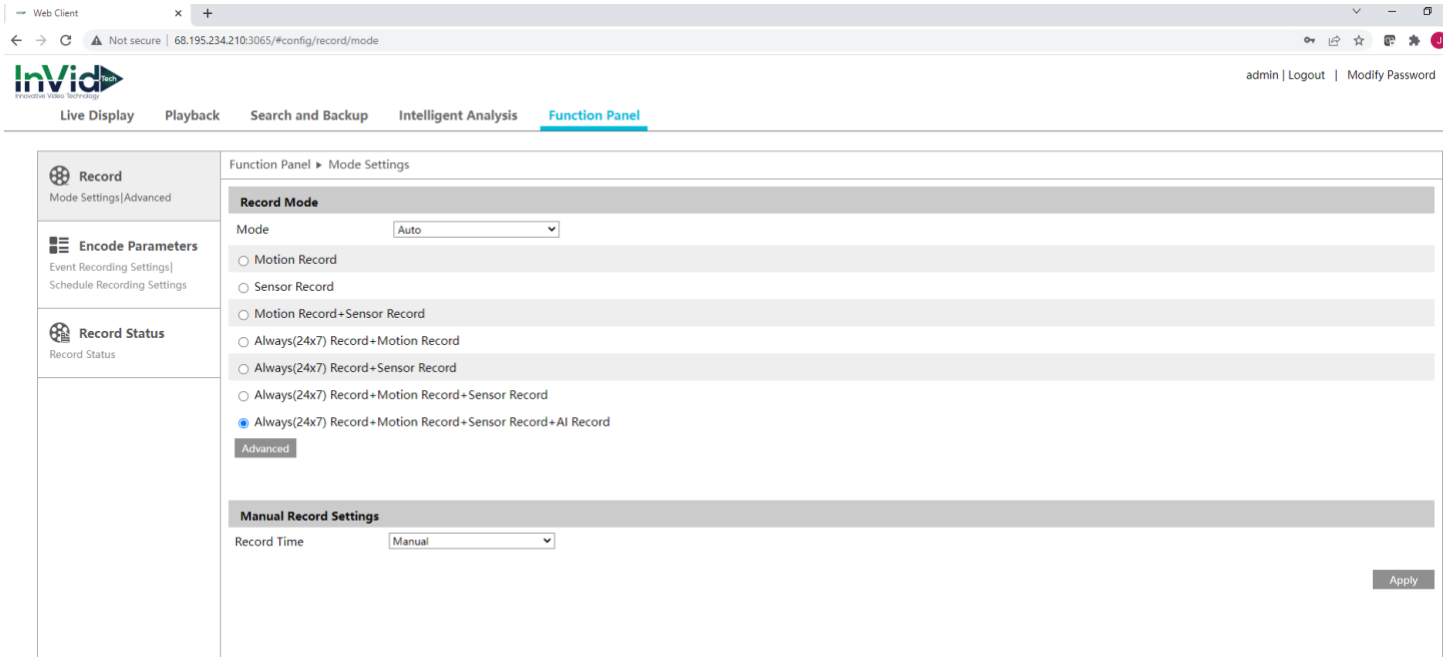 Web Client
Not secure | 68.195.234.210:3065/#config/record/mode
J
InVid Tech
Innovative Video Technology
admin | Logout | Modify Password
Live Display Playback Search and Backup Intelligent Analysis Function Panel
Record
Mode Settings|Advanced
Encode Parameters
Event Recording Settings|
Schedule Recording Settings
Record Status
Record Status
Function Panel ▸ Mode Settings
Record Mode
Mode Auto
Motion Record
Sensor Record
Motion Record+Sensor Record
Always(24x7) Record+Motion Record
Always(24x7) Record+Sensor Record
Always(24x7) Record+Motion Record+Sensor Record
Always(24x7) Record+Motion Record+Sensor Record+AI Record
Advanced
Manual Record Settings
Record Time Manual
Apply